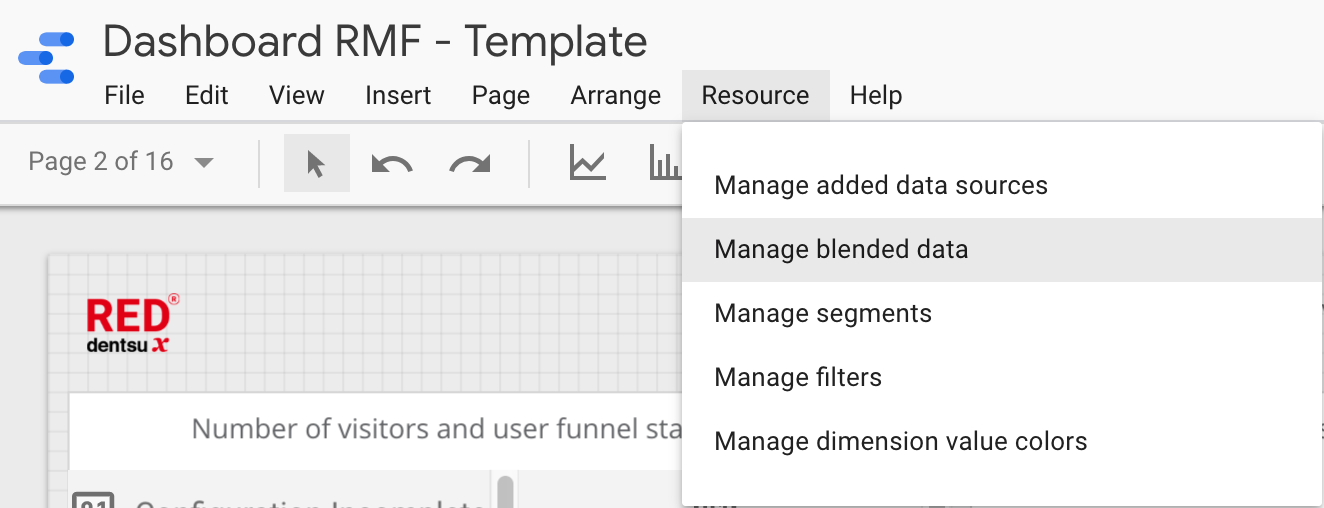 Dashboard RMF - Template
File Edit View Insert Page Arrange Resource Help
Page 2 of 16
Manage added data sources
Manage blended data
Manage segments
Manage filters
Manage dimension value colors
RED®
dentsu X
Number of visitors and user funnel sta
Configuration Incomplete